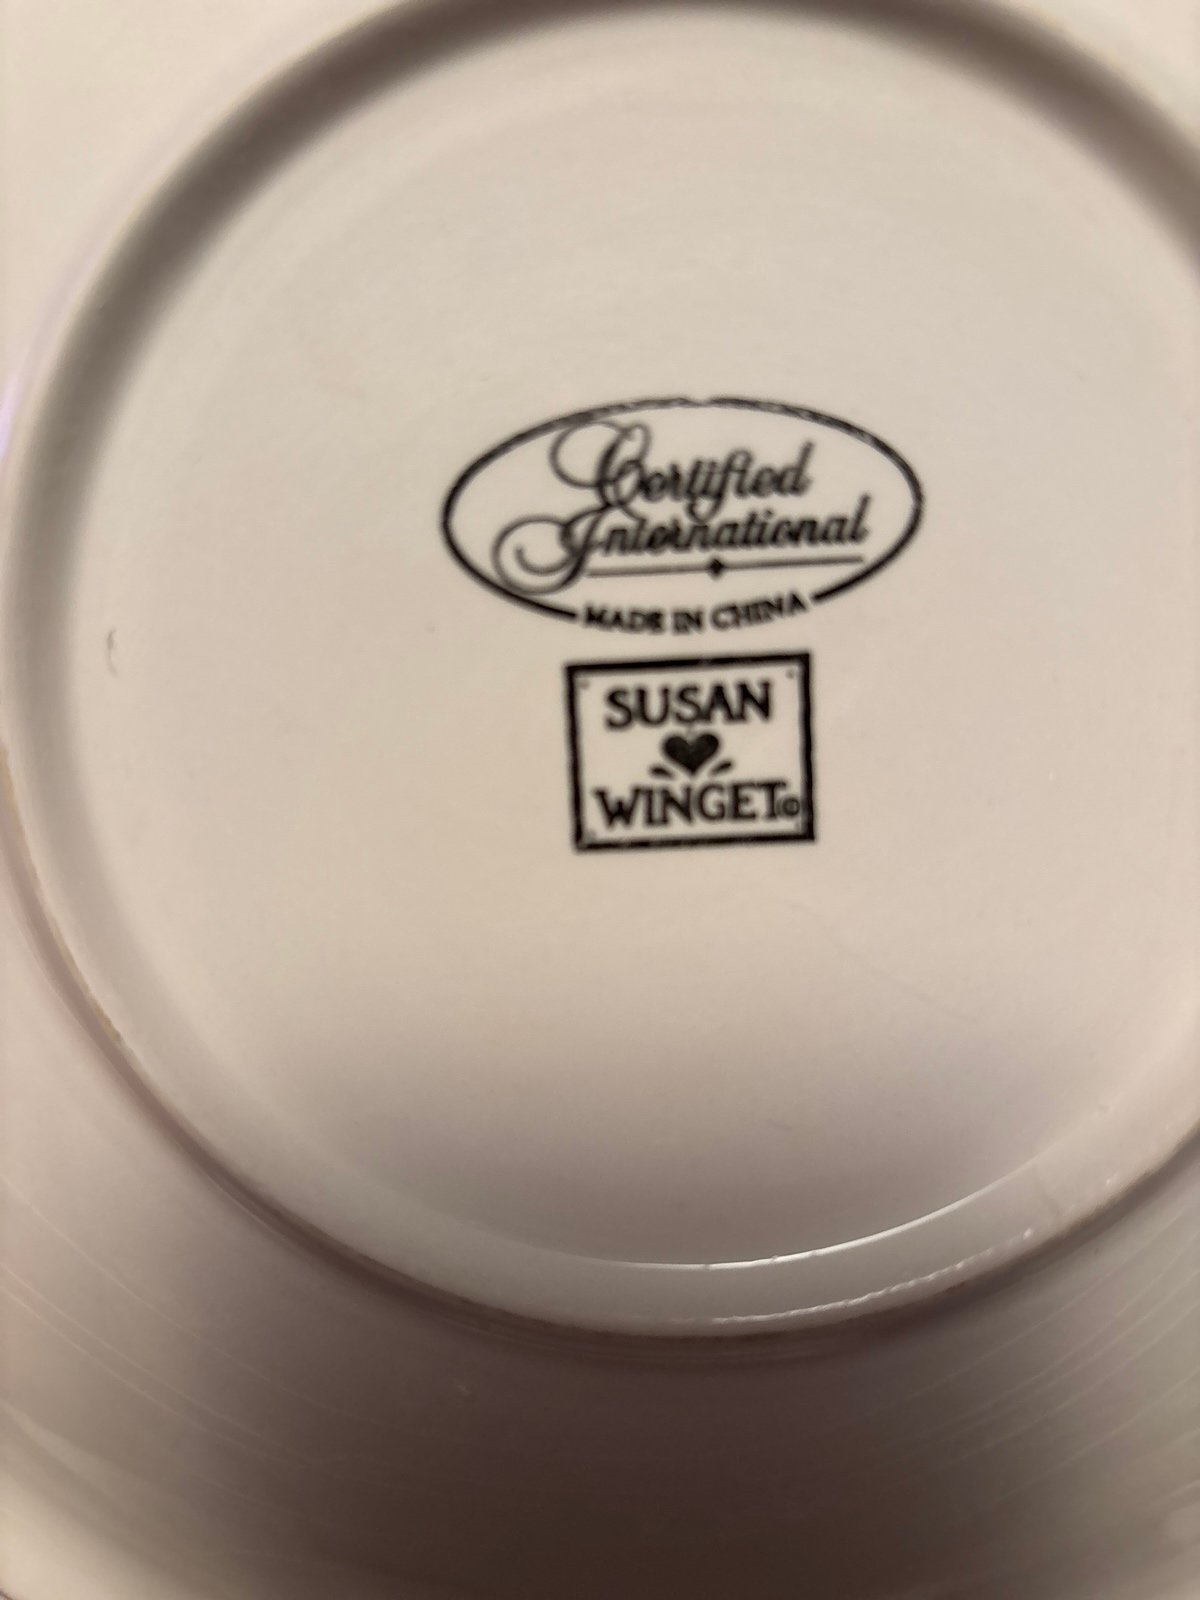 Certified
International
MADE IN CHINA
SUSAN
WINGET©